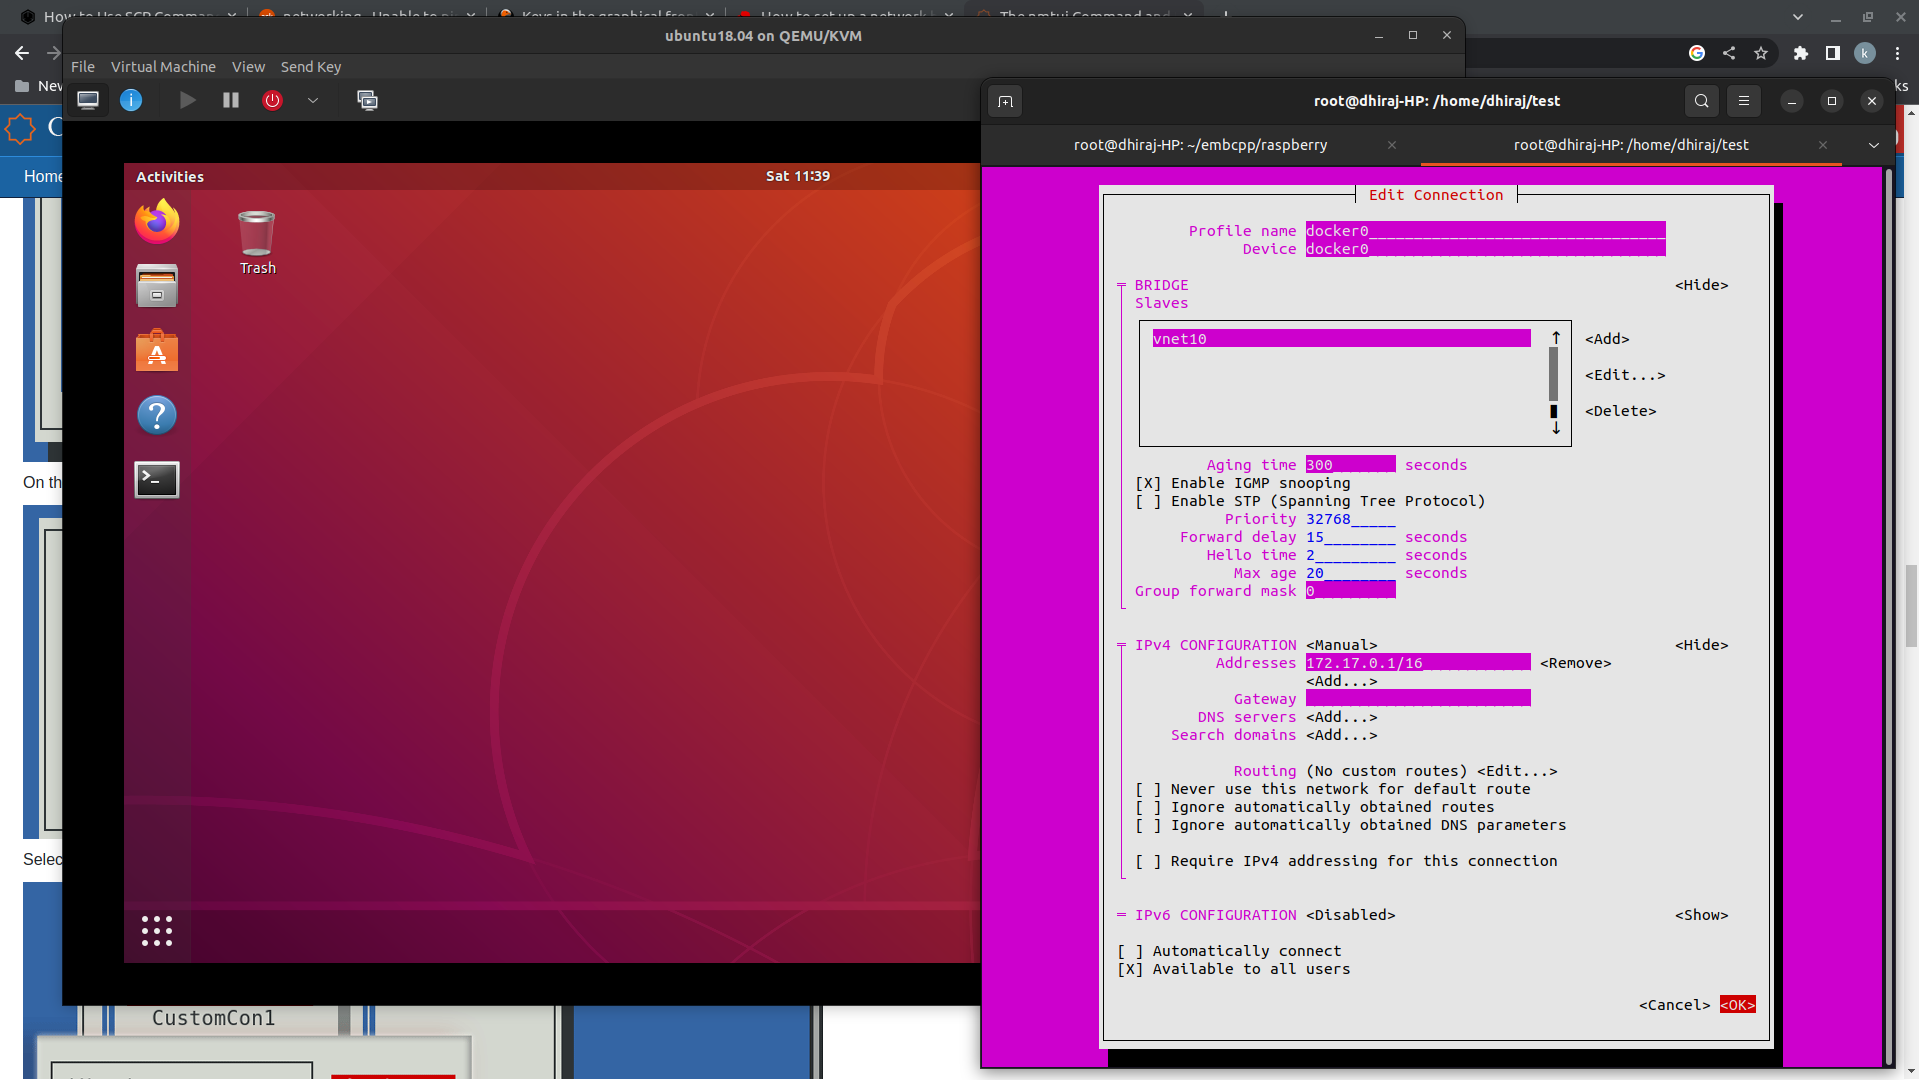 How to Use SCP Comma
networking - Unable to pi
Keys in the graphical fro
How to set up a network
The nmtui Command and
ubuntu18.04 on QEMU/KVM
File Virtual Machine View Send Key
k
New
ks
root@dhiraj-HP: /home/dhiraj/test
root@dhiraj-HP: ~/embcpp/raspberry
root@dhiraj-HP: /home/dhiraj/test
Home
Activities
Sat 11:39
Trash
On th
Selec
CustomCon1
Edit Connection
Profile name docker0
Device docker0
BRIDGE <Hide>
Slaves
vnet10
<Add>
<Edit...>
<Delete>
Aging time 300 seconds
[X] Enable IGMP snooping
[ ] Enable STP (Spanning Tree Protocol)
Priority 32768
Forward delay 15 seconds
Hello time 2 seconds
Max age 20 seconds
Group forward mask 0
IPv4 CONFIGURATION <Manual> <Hide>
Addresses 172.17.0.1/16 <Remove>
<Add...>
Gateway
DNS servers <Add...>
Search domains <Add...>
Routing (No custom routes) <Edit...>
[ ] Never use this network for default route
[ ] Ignore automatically obtained routes
[ ] Ignore automatically obtained DNS parameters
[ ] Require IPv4 addressing for this connection
IPv6 CONFIGURATION <Disabled> <Show>
[ ] Automatically connect
[X] Available to all users
<Cancel> <OK>